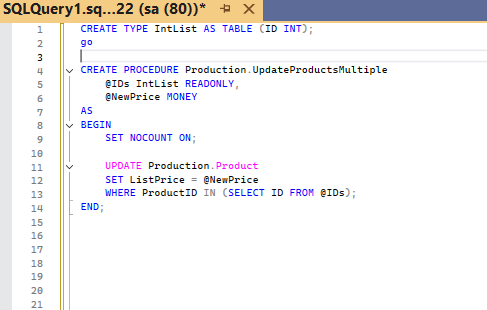 SQLQuery1.sq...22 (sa (80))*
1 CREATE TYPE IntList AS TABLE (ID INT);
2 go
3
4 CREATE PROCEDURE Production.UpdateProductsMultiple
5     @IDs IntList READONLY,
6     @NewPrice MONEY
7 AS
8 BEGIN
9     SET NOCOUNT ON;
10
11     UPDATE Production.Product
12     SET ListPrice = @NewPrice
13     WHERE ProductID IN (SELECT ID FROM @IDs);
14 END;
15
16
17
18
19
20
21